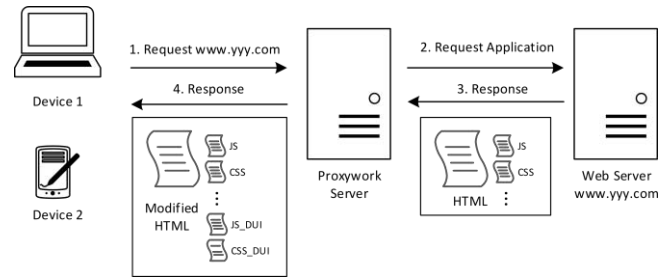 1. Request www.yyy.com
2. Request Application
4. Response
3. Response
Device 1
JS
CSS
Modified
HTML
JS_DUI
CSS_DUI
Proxywork
Server
JS
CSS
HTML
Web Server
www.yyy.com
Device 2